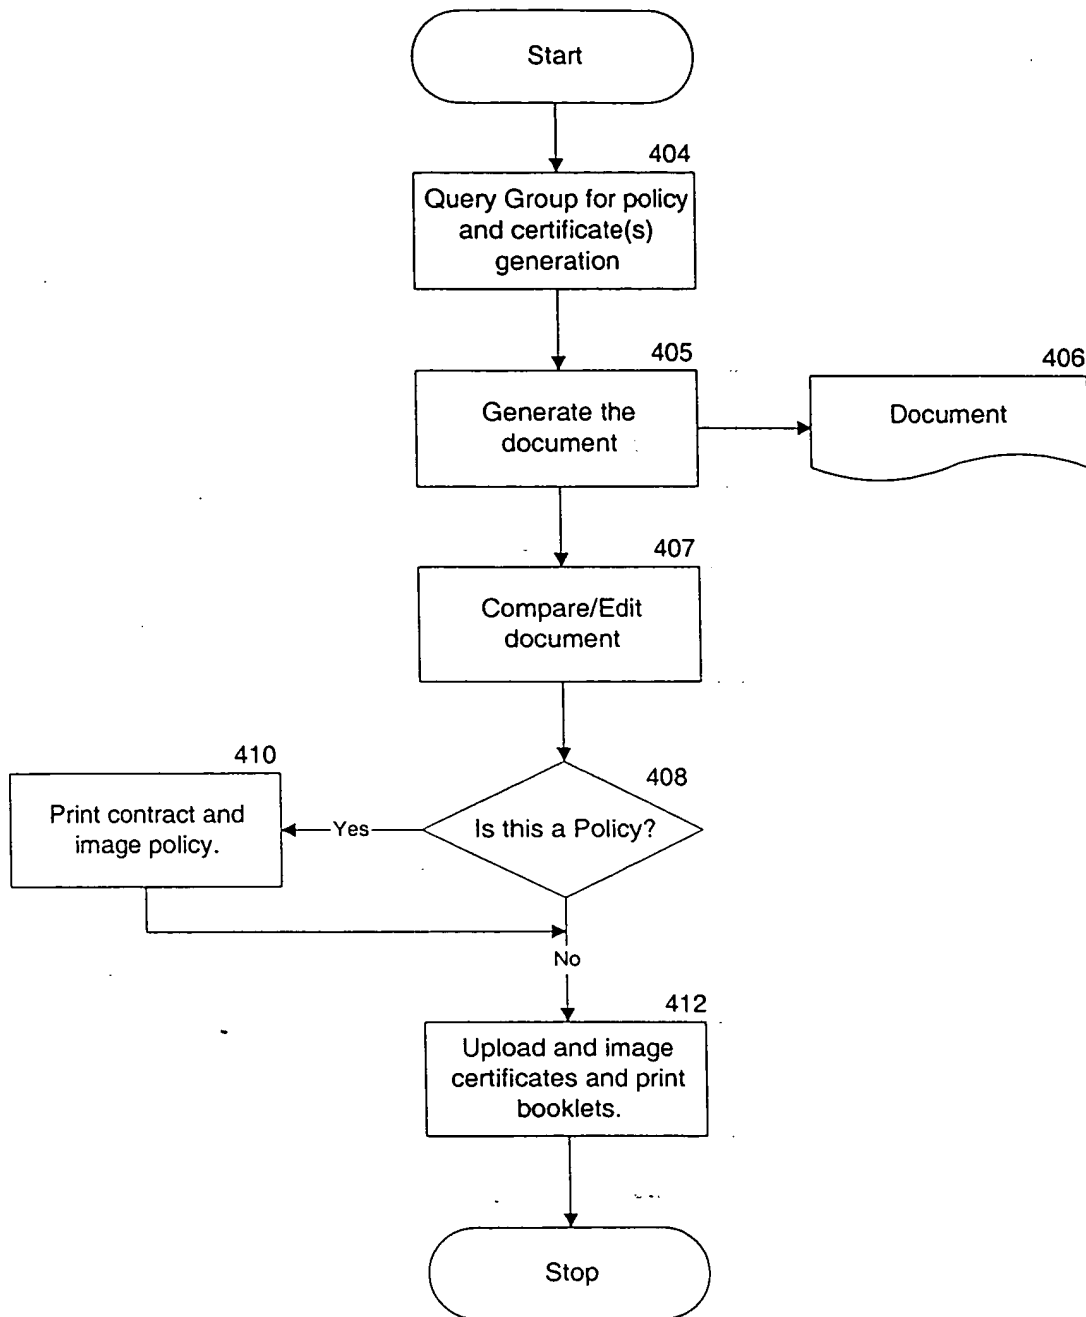 Start
404
Query Group for policy
and certificate(s)
generation
405
Generate the
document
406
Document
407
Compare/Edit
document
408
Is this a Policy?
Yes
410
Print contract and
image policy.
No
412
Upload and image
certificates and print
booklets.
Stop